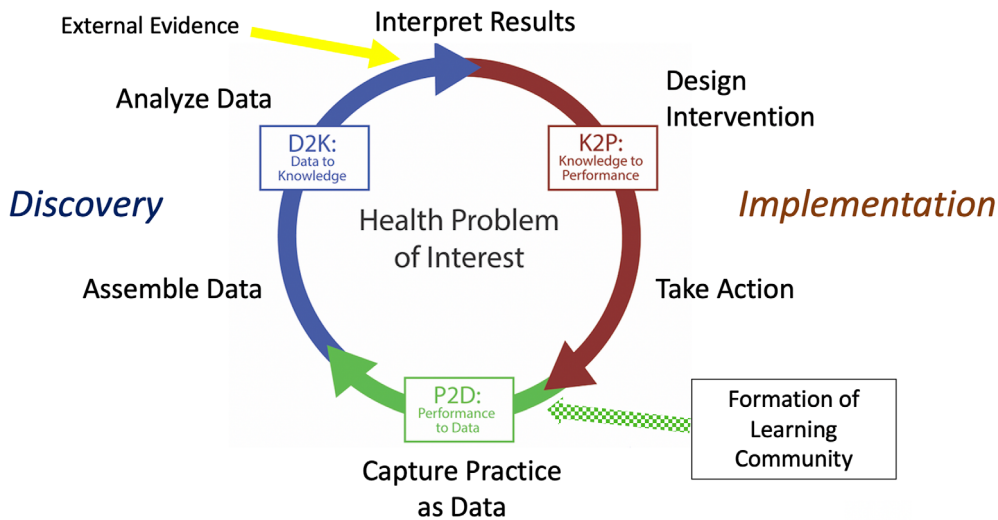 External Evidence
Interpret Results
Analyze Data
Design
Intervention
D2K:
Data to
Knowledge
K2P:
Knowledge to
Performance
Discovery
Health Problem
of Interest
Implementation
Assemble Data
Take Action
P2D:
Performance
to Data
Formation of
Learning
Community
Capture Practice
as Data